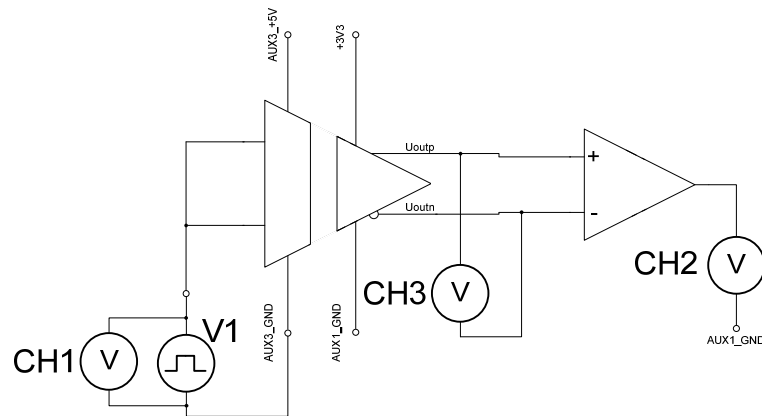 AUX3_+5V
+3V3
Uoutp
+
Uoutn
-
V
CH2
CH3
V
AUX3_GND
AUX1_GND
V1
CH1
V
AUX1_GND